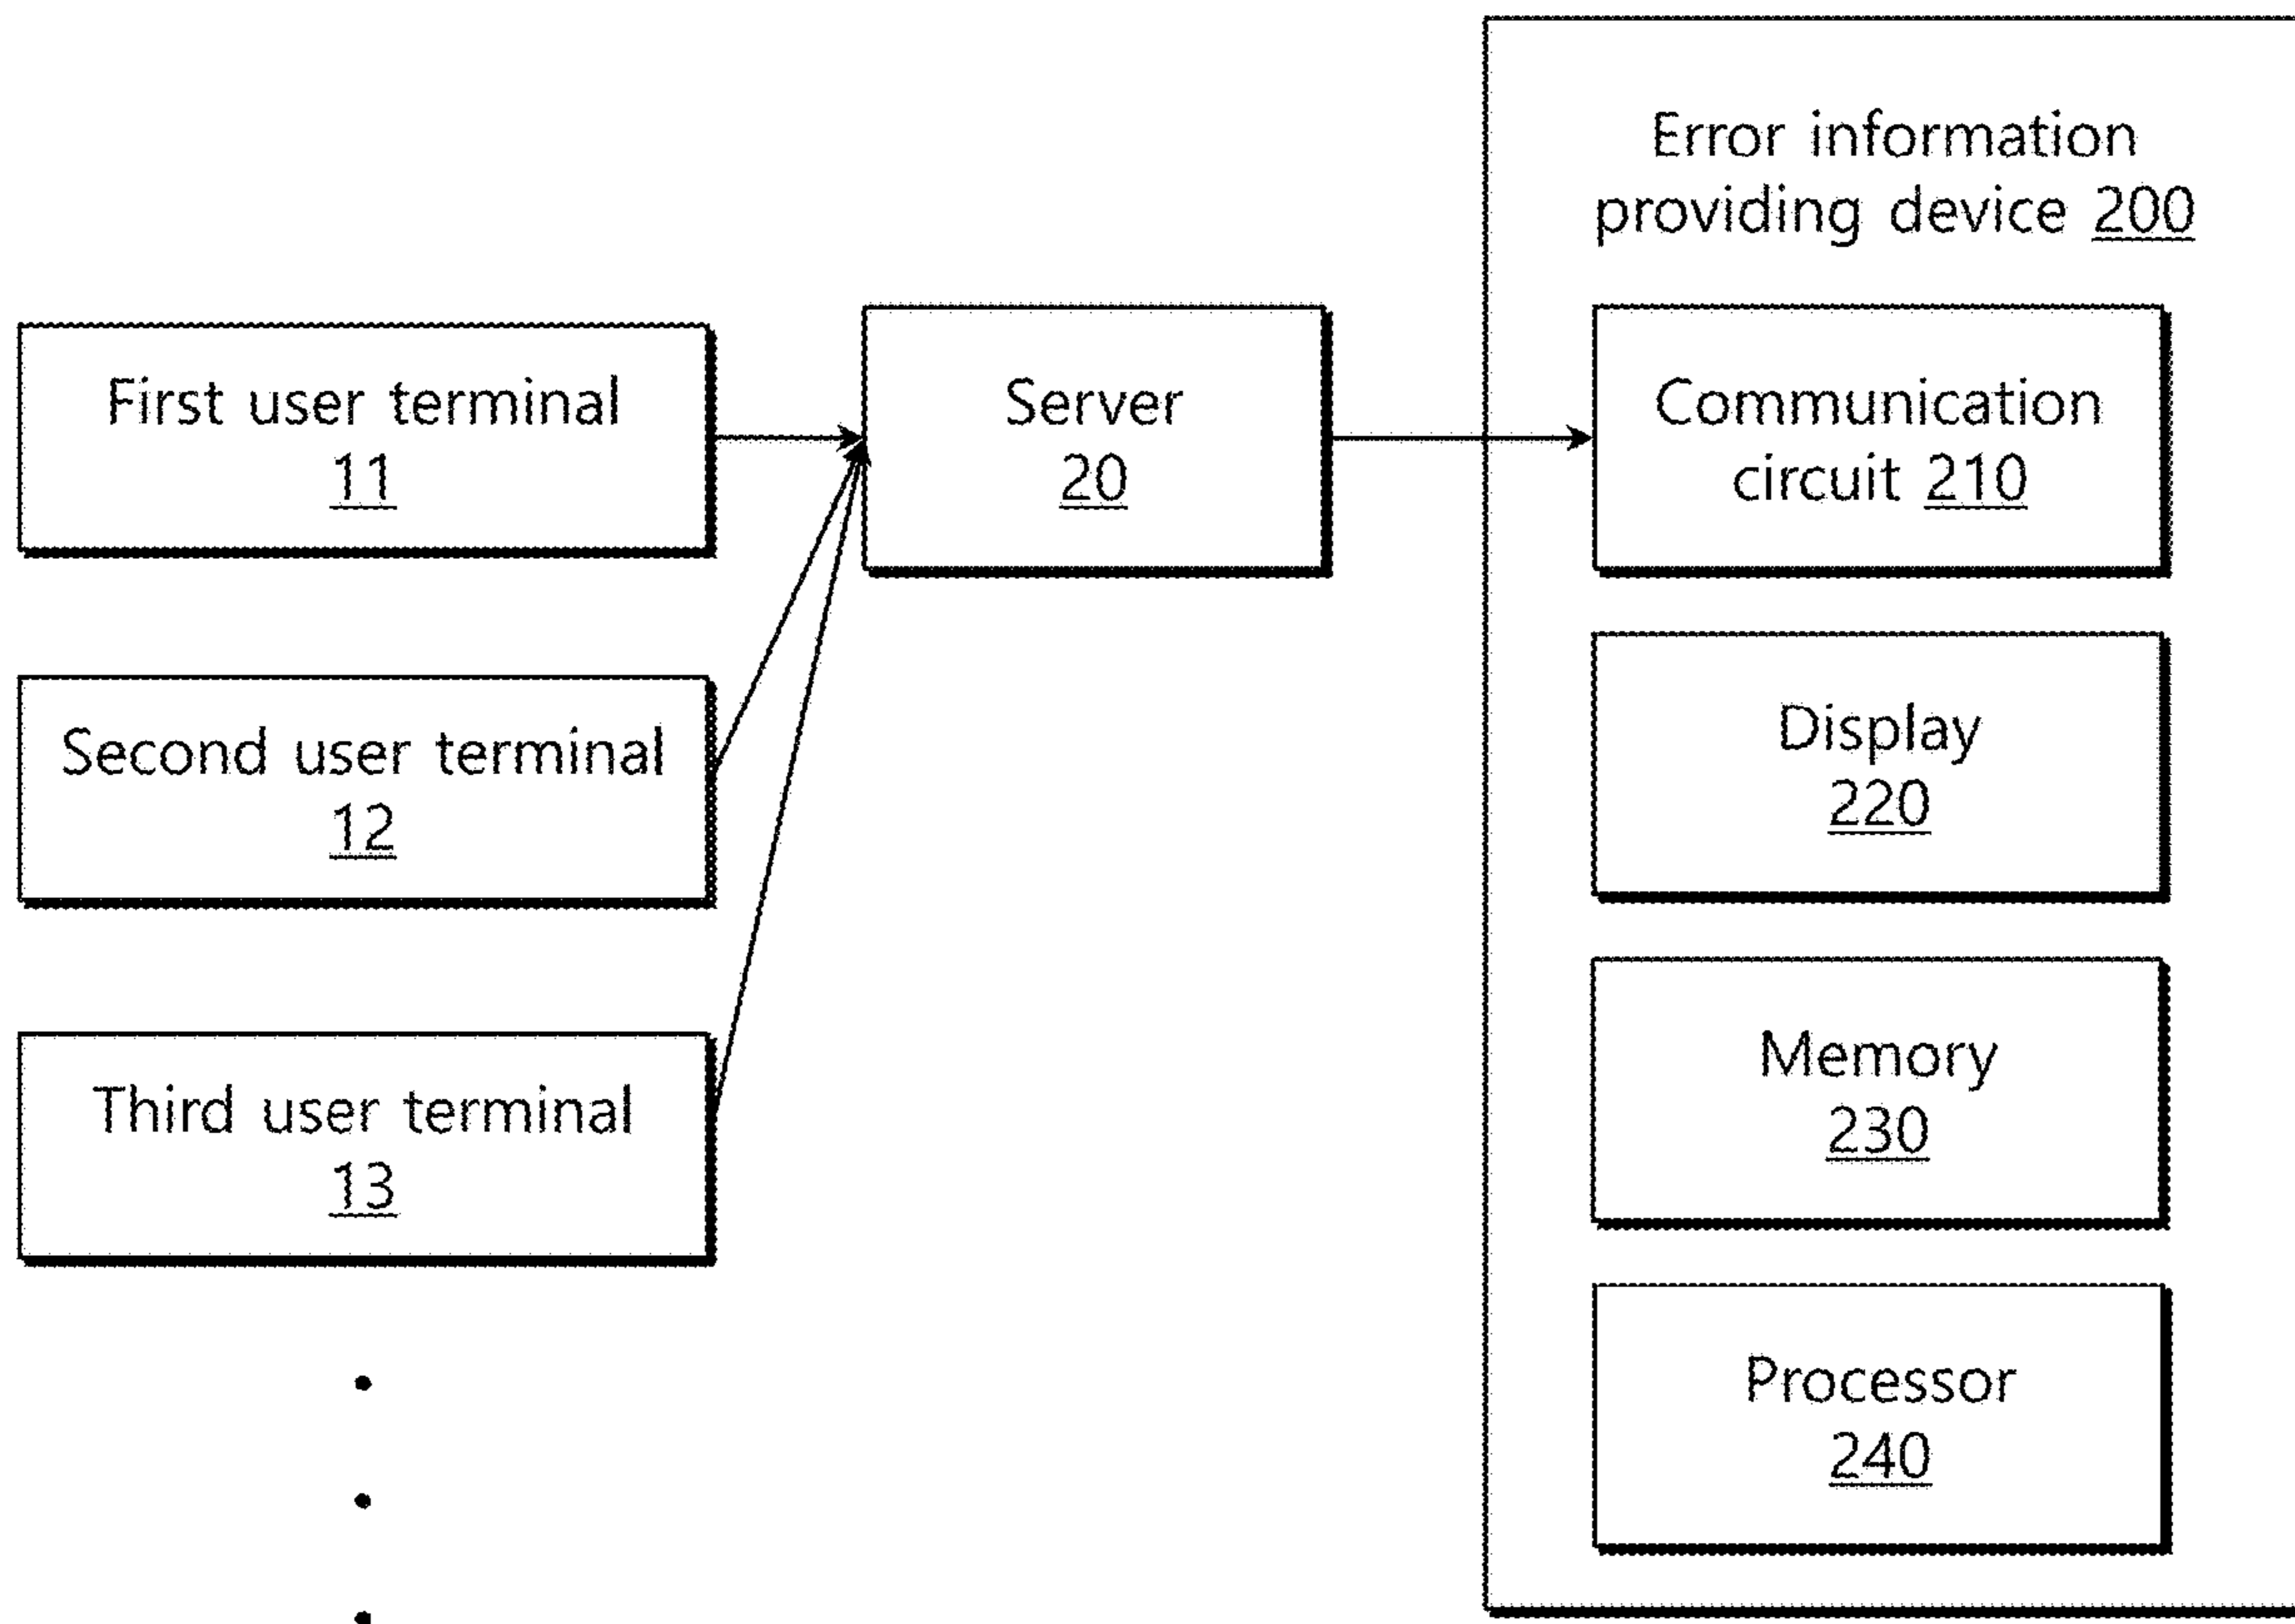 Error information
providing device 200
First user terminal
11
Server
20
Communication
circuit 210
Second user terminal
12
Display
220
Third user terminal
13
Memory
230
Processor
240